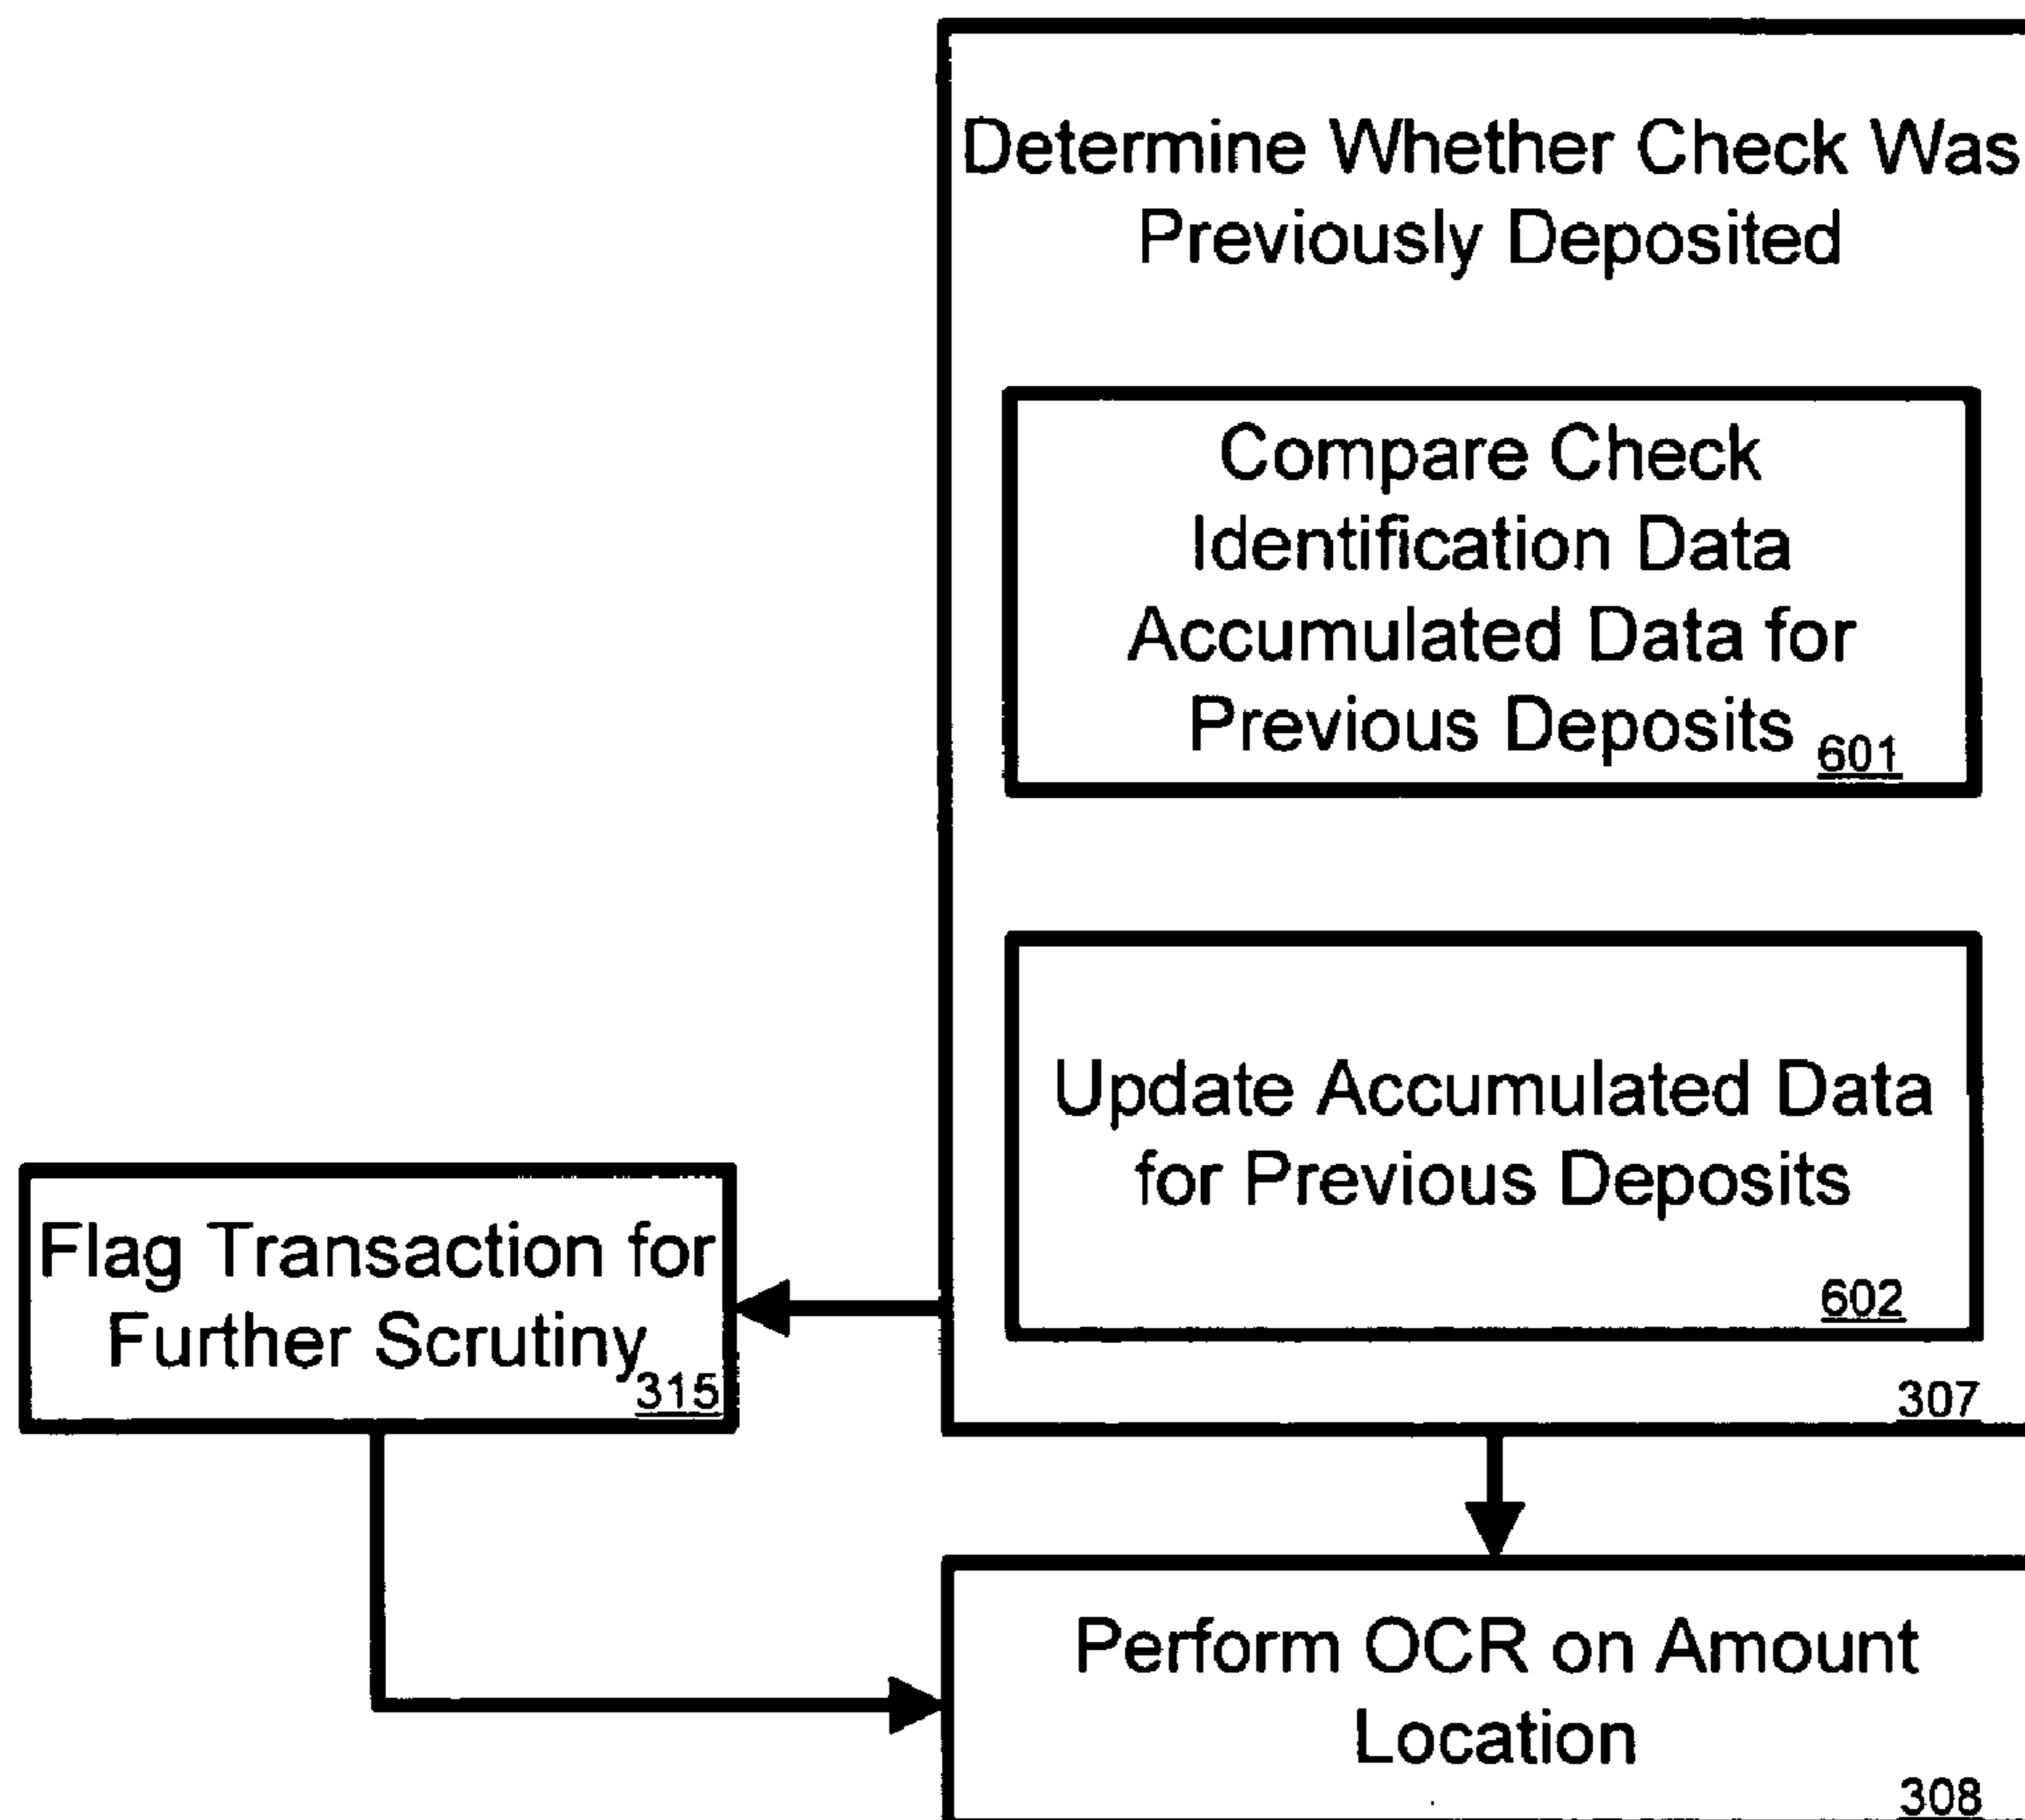 Determine Whether Check Was
Previously Deposited
Compare Check
Identification Data
Accumulated Data for
Previous Deposits
601
Update Accumulated Data
for Previous Deposits
602
307
Flag Transaction for
Further Scrutiny
315
Perform OCR on Amount
Location
308